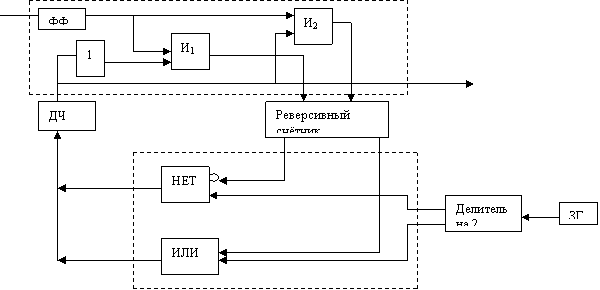 ФФ
1
И1
И2
ДЧ
Реверсивный
счётчик
НЕТ
Делитель
на 2
ЗГ
ИЛИ